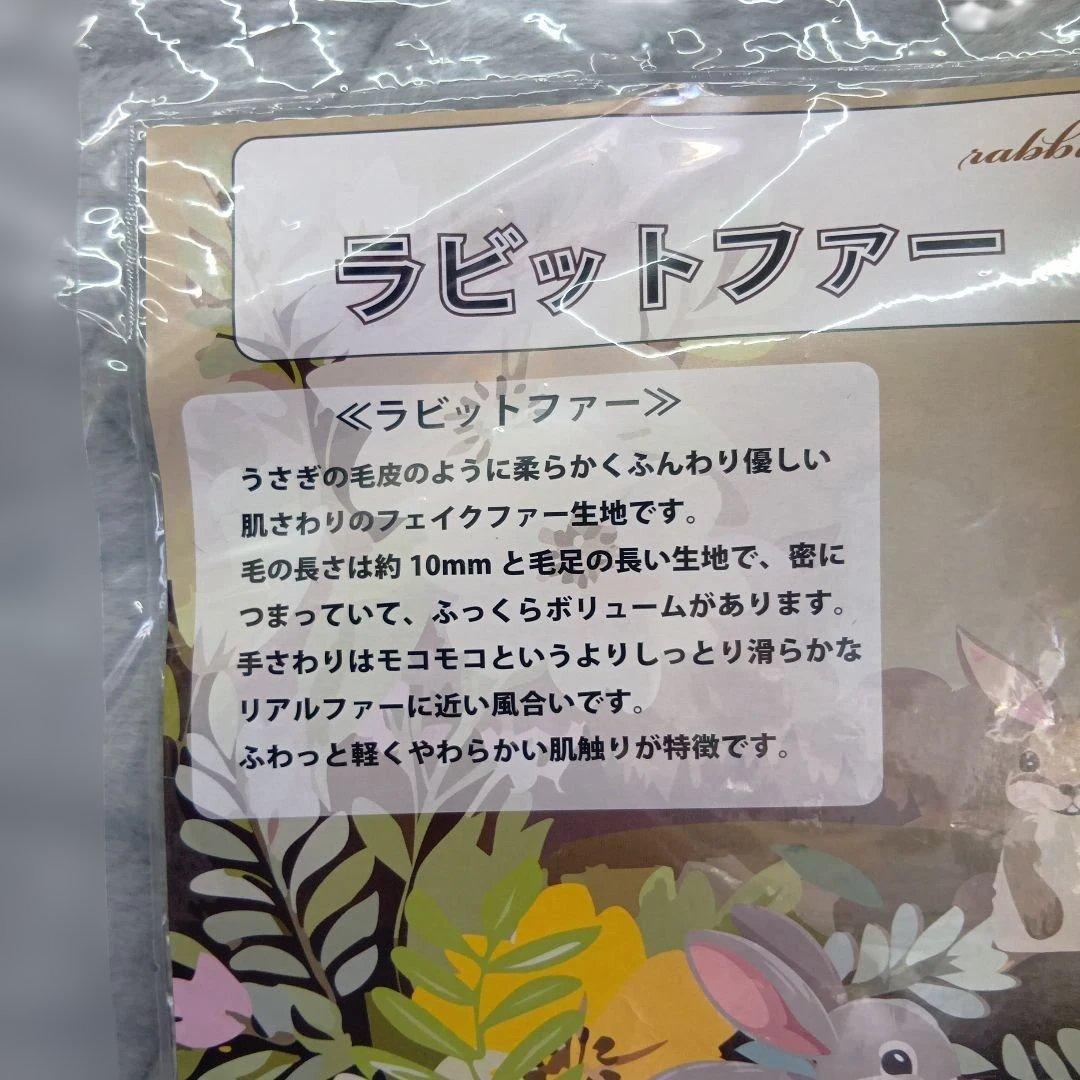 ラビットファー
≪ラビットファー≫
うさぎの毛皮のように柔らかくふんわり優しい
肌さわりのフェイクファー生地です。
毛の長さは約 10mm と毛足の長い生地で、密に
つまっていて、ふっくらボリュームがあります。
手さわりはモコモコというよりしっとり滑らかな
リアルファーに近い風合いです。
ふわっと軽くやわらかい肌触りが特徴です。